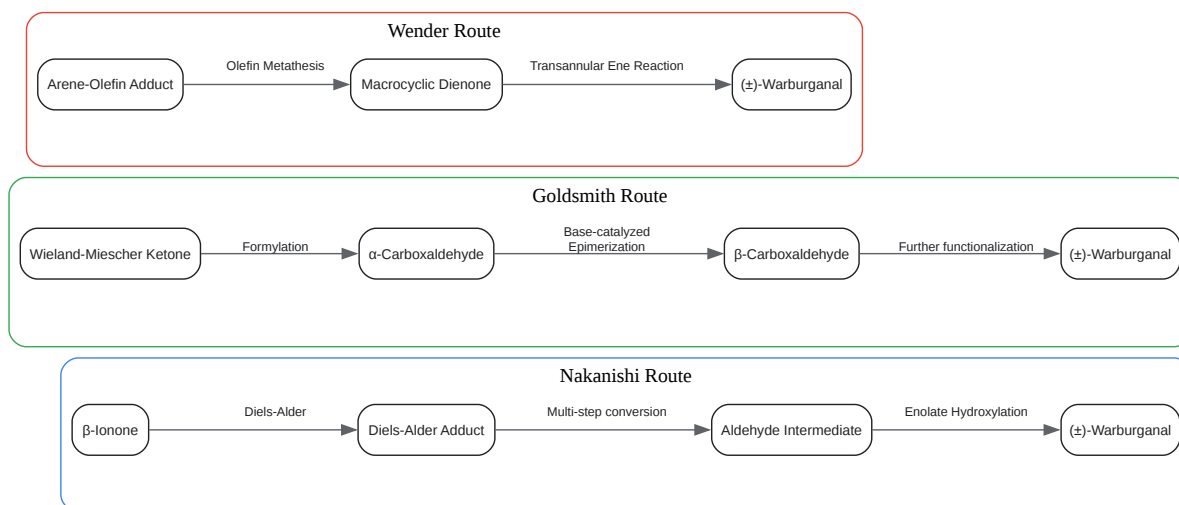 Wender Route
Olefin Metathesis
Transannular Ene Reaction
Arene-Olefin Adduct
Macrocyclic Dienone
(±)-Warburganal
Goldsmith Route
Formylation
Base-catalyzed
Epimerization
Further functionalization
Wieland-Miescher Ketone
α-Carboxaldehyde
β-Carboxaldehyde
(±)-Warburganal
Nakanishi Route
Diels-Alder
Multi-step conversion
Enolate Hydroxylation
β-Ionone
Diels-Alder Adduct
Aldehyde Intermediate
(±)-Warburganal